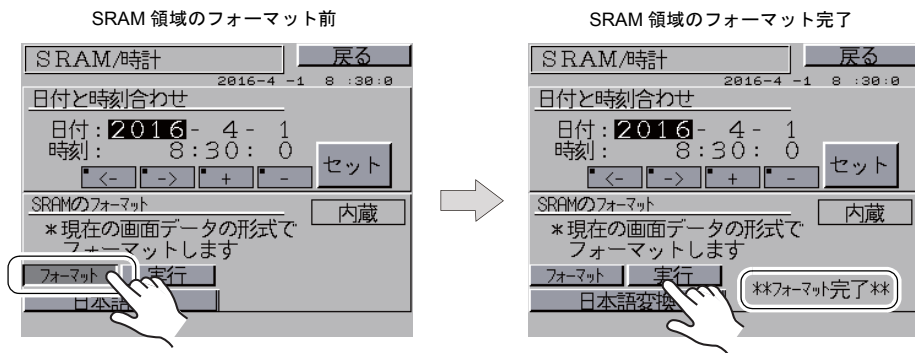 SRAM 領域のフォーマット前
SRAM/時計 戻る
2016-4 -1 8 :30:0
日付と時刻合わせ
日付:2016- 4- 1
時刻: 8:30: 0
<- -> + - セット
SRAMのフォーマット 内蔵
*現在の画面データの形式で
フォーマットします
フォーマット 実行
日本語
SRAM 領域のフォーマット完了
SRAM/時計 戻る
2016-4 -1 8 :30:0
日付と時刻合わせ
日付:2016- 4- 1
時刻: 8:30: 0
<- -> + - セット
SRAMのフォーマット 内蔵
*現在の画面データの形式で
フォーマットします
フォーマット 実行
**フォーマット完了**
日本語変換